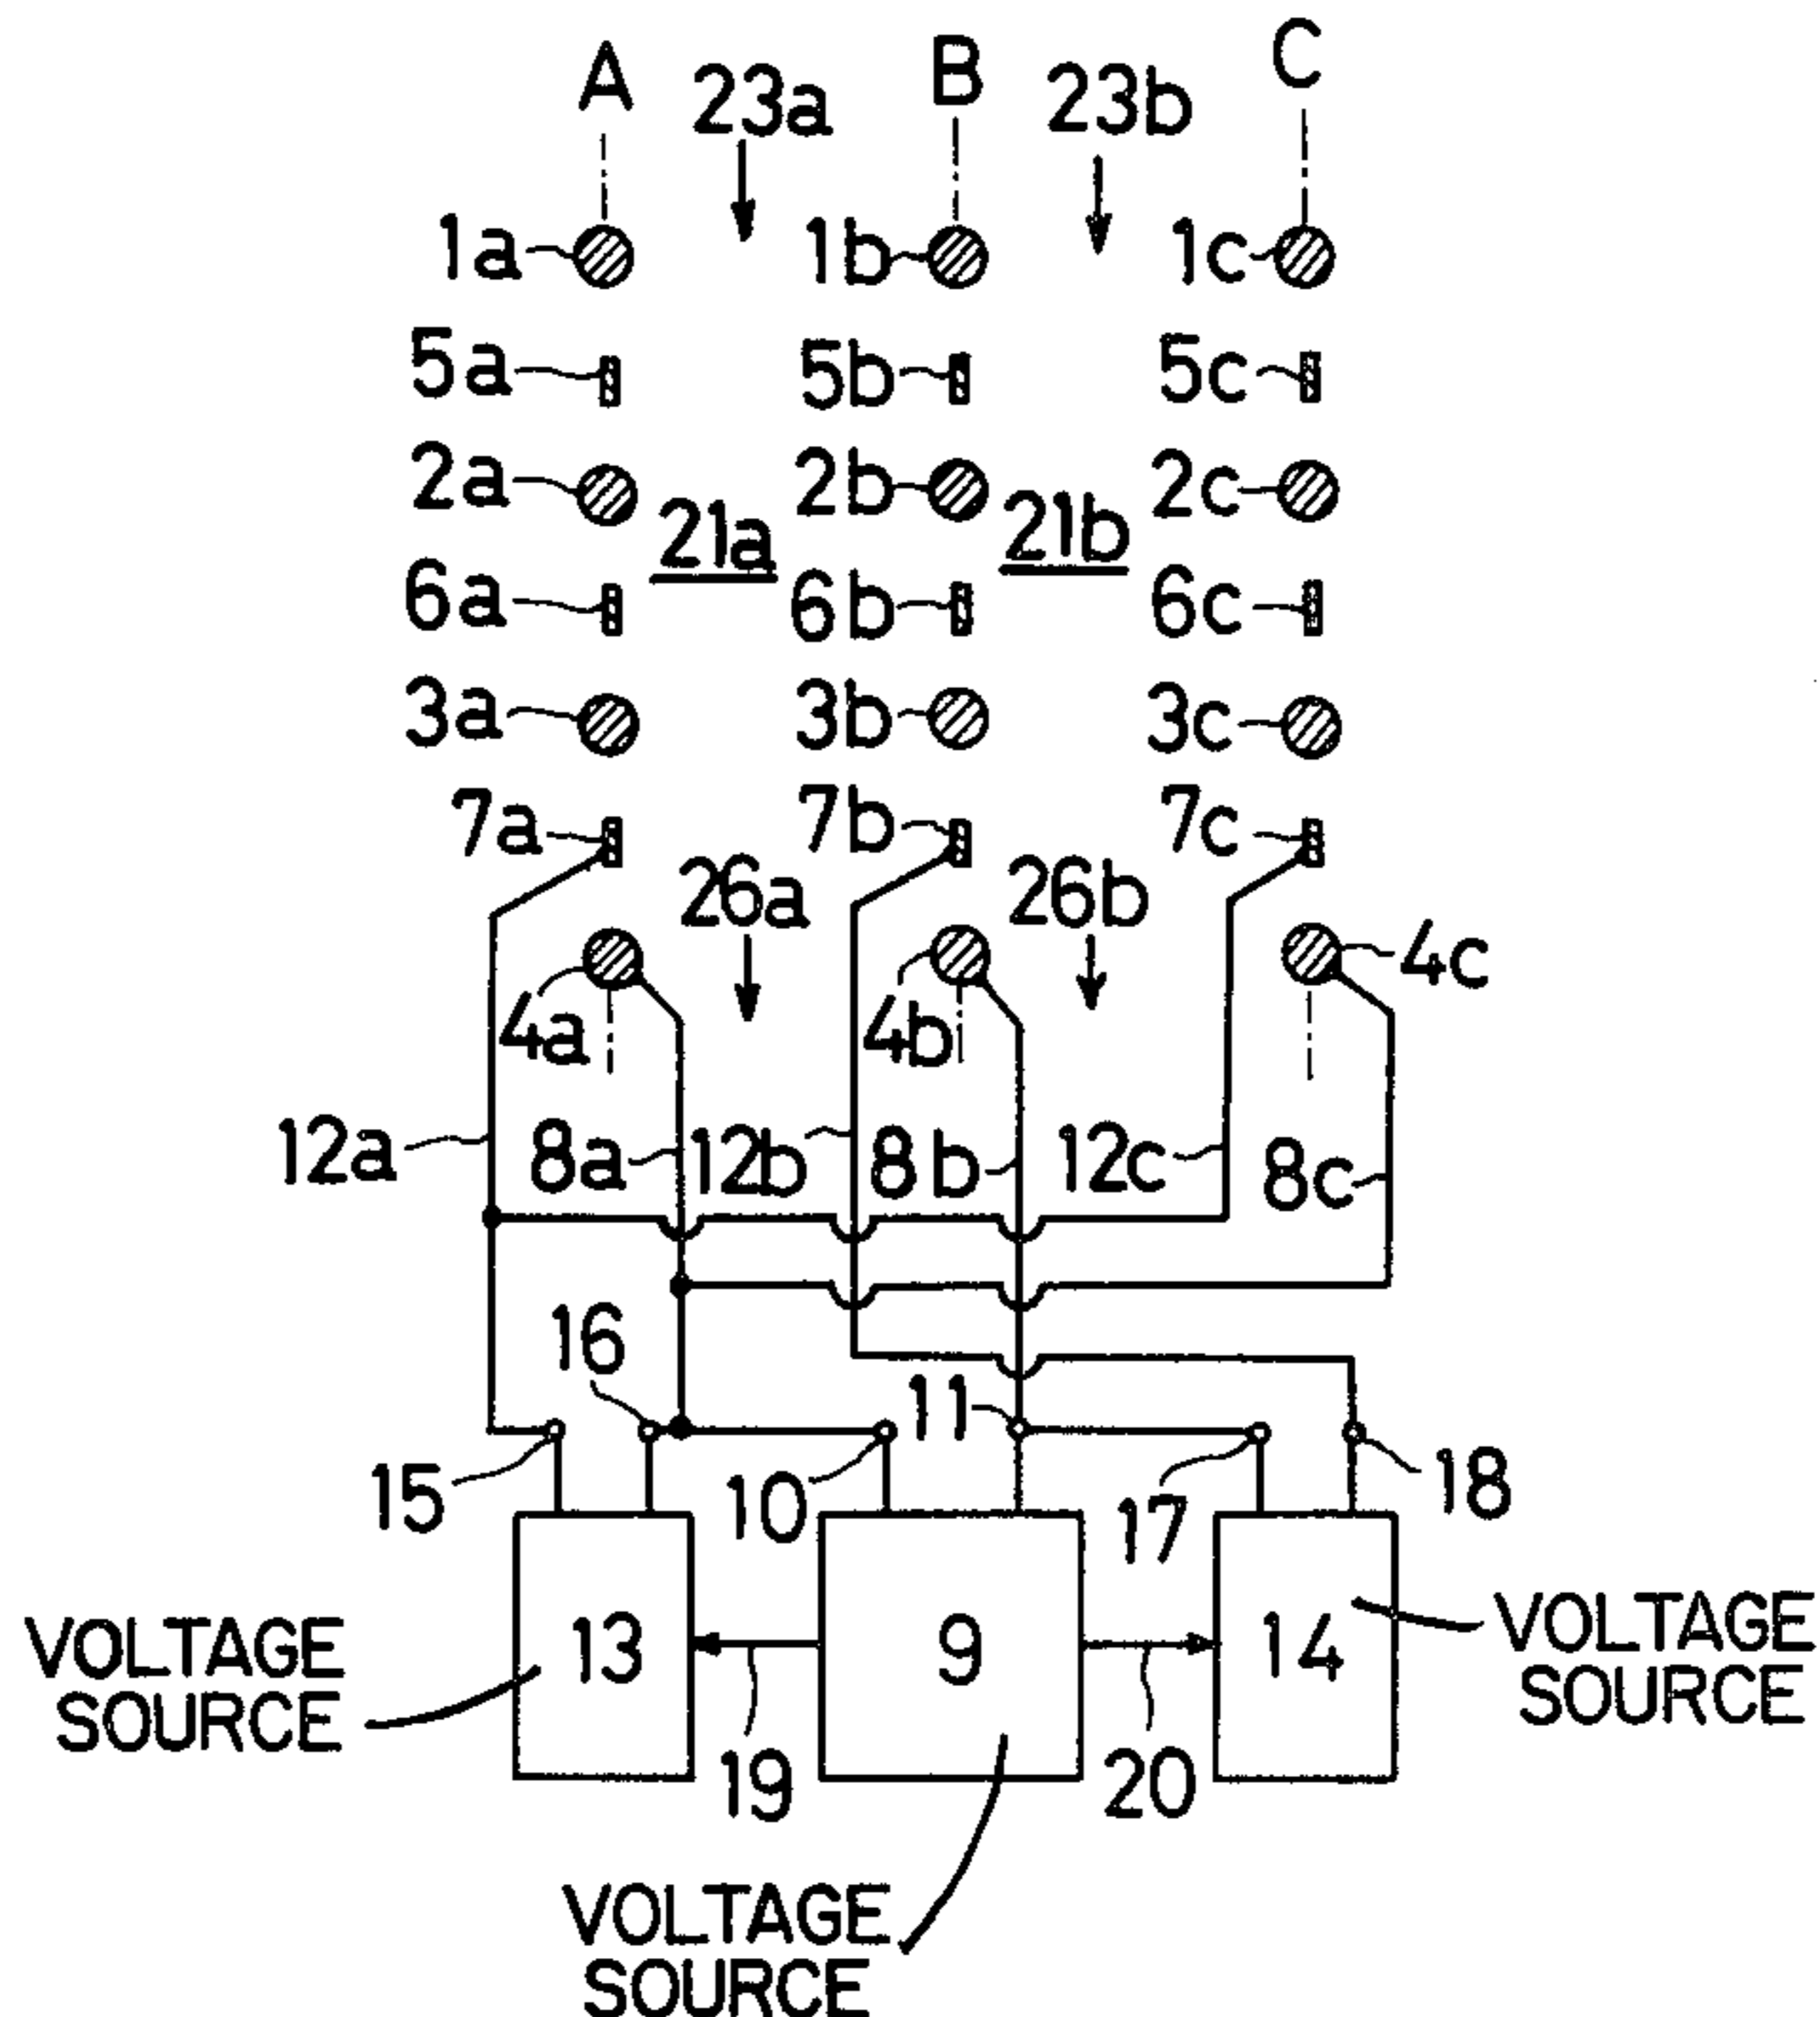 A 23a B 23b C
1a 1b 1c
5a 5b 5c
2a 2b 2c
21a 21b
6a 6b 6c
3a 3b 3c
7a 7b 7c
26a 26b
4a 4b 4c
12a 8a 12b 8b 12c 8c
16
11
15 10 17 18
13 9 14
VOLTAGE
SOURCE
VOLTAGE
SOURCE
19 20
VOLTAGE
SOURCE